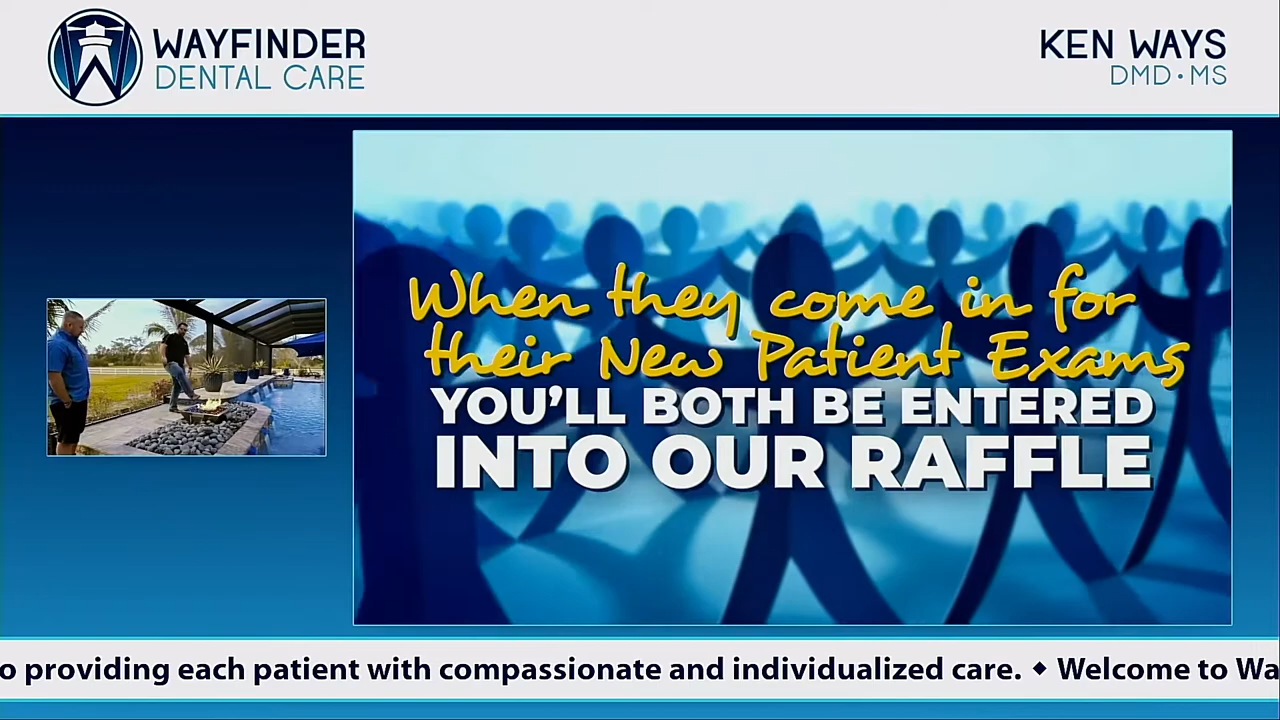 WAYFINDER
DENTAL CARE
KEN WAYS
DMD•MS
When they come in for
their New Patient Exams
YOU'LL BOTH BE ENTERED
INTO OUR RAFFLE
o providing each patient with compassionate and individualized care. ◆ Welcome to Wa